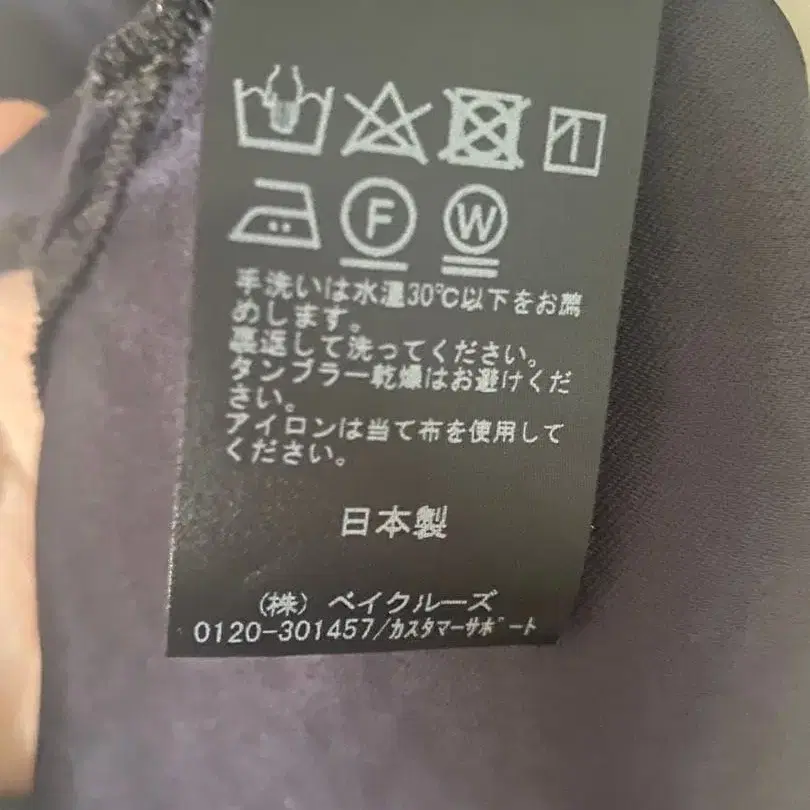 F W
手洗いは水温30℃以下をお薦
めします。
裏返して洗ってください。
タンブラー乾燥はお避けくだ
さい。
アイロンは当て布を使用して
ください。
日本製
(株) ベイクルーズ
0120-301457/カスタマーサポート